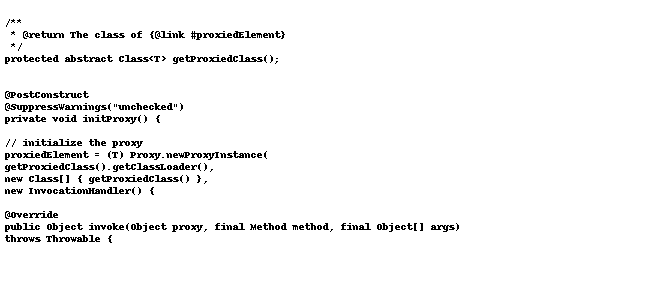 /**
 * @return The class of {@link #proxiedElement}
 */
protected abstract Class<T> getProxiedClass();
@PostConstruct
@SuppressWarnings("unchecked")
private void initProxy() {
// initialize the proxy
proxiedElement = (T) Proxy.newProxyInstance(
getProxiedClass().getClassLoader(),
new Class[] { getProxiedClass() },
new InvocationHandler() {
@Override
public Object invoke(Object proxy, final Method method, final Object[] args)
throws Throwable {